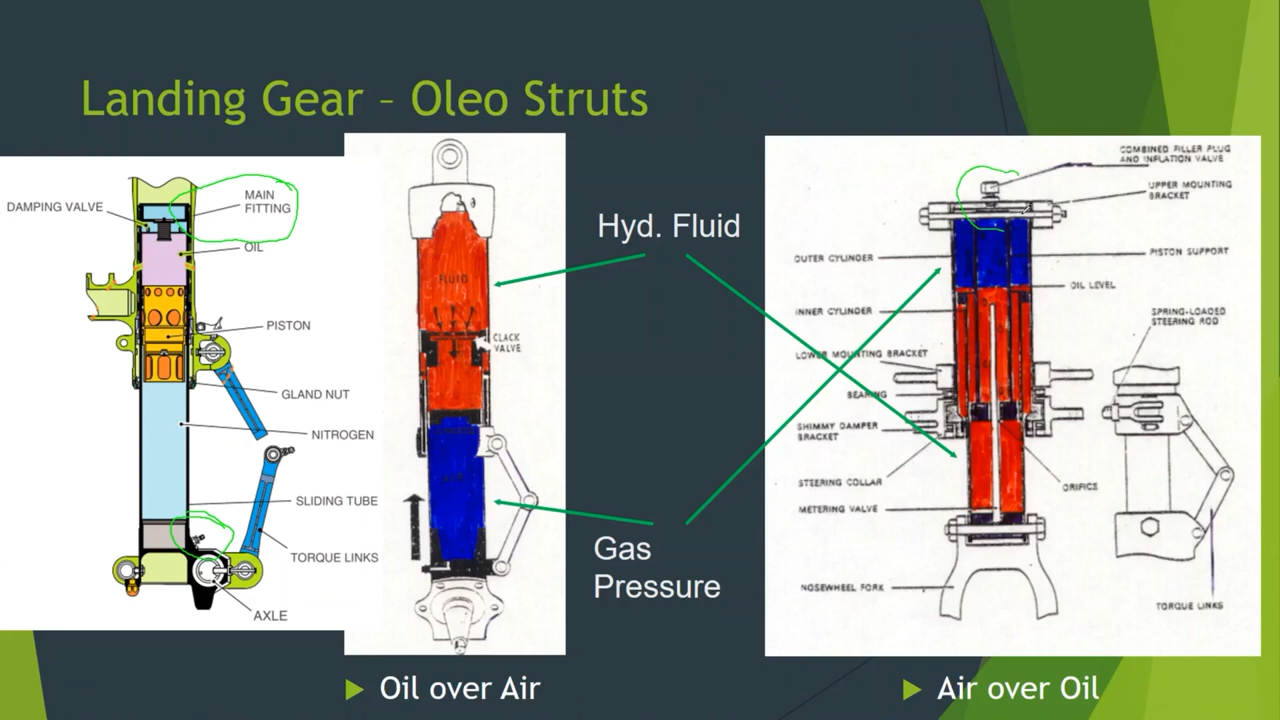 Landing Gear – Oleo Struts
DAMPING VALVE
MAIN
FITTING
OIL
PISTON
GLAND NUT
NITROGEN
SLIDING TUBE
TORQUE LINKS
AXLE
FLUID
CLACK
VALVE
Hyd. Fluid
Gas
Pressure
COMBINED FILLER PLUG
AND INFLATION VALVE
UPPER MOUNTING
BRACKET
OUTER CYLINDER
PISTON SUPPORT
OIL LEVEL
INNER CYLINDER
SPRING-LOADED
STEERING ROD
LOWER MOUNTING BRACKET
BEARING
SHIMMY DAMPER
BRACKET
STEERING COLLAR
ORIFICE
METERING VALVE
NOSEWHEEL FORK
TORQUE LINKS
Oil over Air
Air over Oil